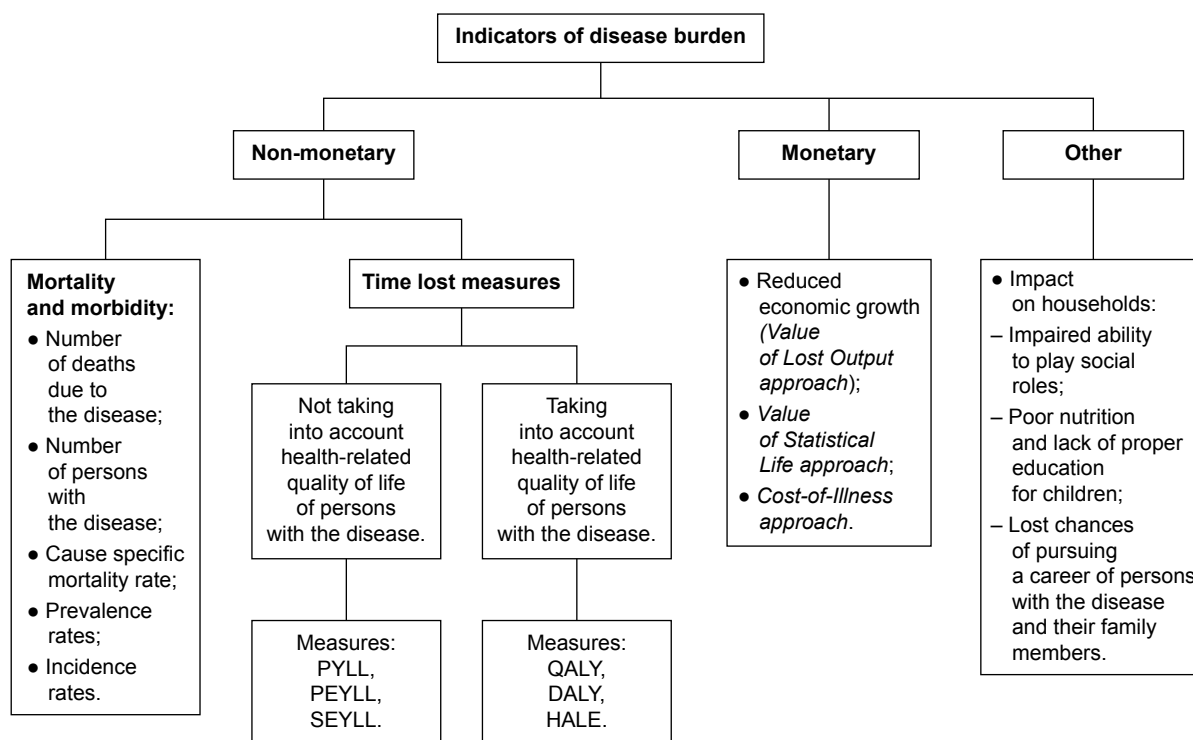 Indicators of disease burden
Non-monetary
Monetary
Other
Mortality
and morbidity:
● Number
of deaths
due to
the disease;
● Number
of persons
with
the disease;
● Cause specific
mortality rate;
● Prevalence
rates;
● Incidence
rates.
Time lost measures
Not taking
into account
health-related
quality of life
of persons
with the disease.
Measures:
PYLL,
PEYLL,
SEYLL.
Taking
into account
health-related
quality of life
of persons
with the disease.
Measures:
QALY,
DALY,
HALE.
● Reduced
economic growth
(Value
of Lost Output
approach);
● Value
of Statistical
Life approach;
● Cost-of-Illness
approach.
● Impact
on households:
– Impaired ability
to play social
roles;
– Poor nutrition
and lack of proper
education
for children;
– Lost chances
of pursuing
a career of persons
with the disease
and their family
members.